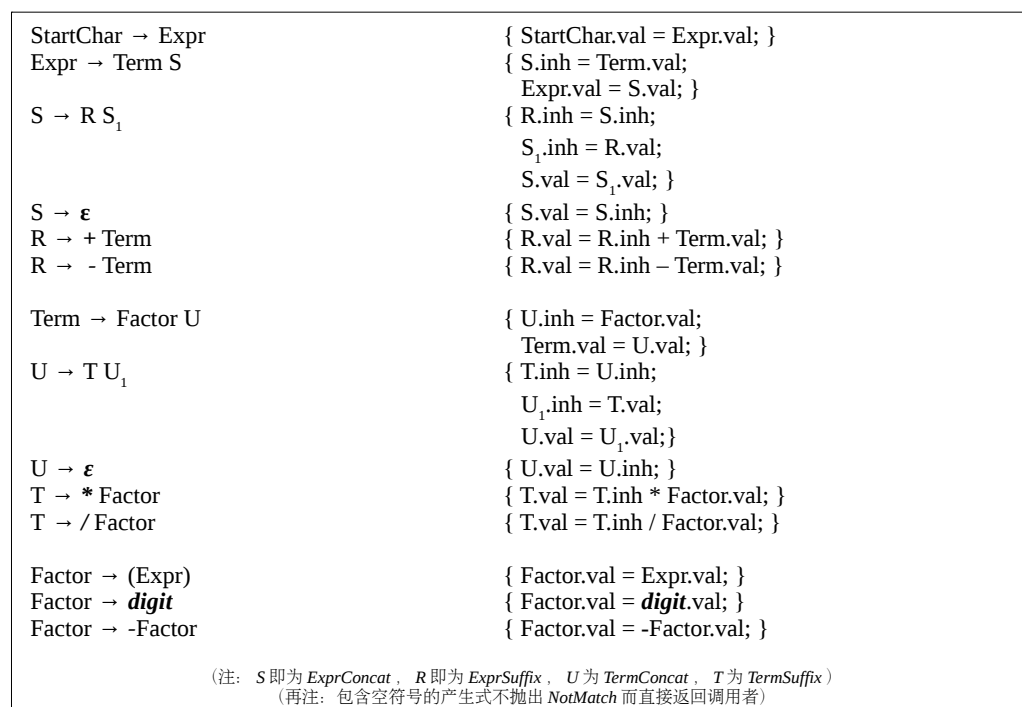 StartChar → Expr { StartChar.val = Expr.val; }
Expr → Term S { S.inh = Term.val;
Expr.val = S.val; }
S → R S₁ { R.inh = S.inh;
S₁.inh = R.val;
S.val = S₁.val; }
S → ε { S.val = S.inh; }
R → + Term { R.val = R.inh + Term.val; }
R → - Term { R.val = R.inh – Term.val; }
Term → Factor U { U.inh = Factor.val;
Term.val = U.val; }
U → T U₁ { T.inh = U.inh;
U₁.inh = T.val;
U.val = U₁.val;}
U → ε { U.val = U.inh; }
T → * Factor { T.val = T.inh * Factor.val; }
T → / Factor { T.val = T.inh / Factor.val; }
Factor → (Expr) { Factor.val = Expr.val; }
Factor → digit { Factor.val = digit.val; }
Factor → -Factor { Factor.val = -Factor.val; }
（注： S 即为 ExprConcat ， R 即为 ExprSuffix ， U 为 TermConcat ， T 为 TermSuffix ）
（再注：包含空符号的产生式不抛出 NotMatch 而直接返回调用者）